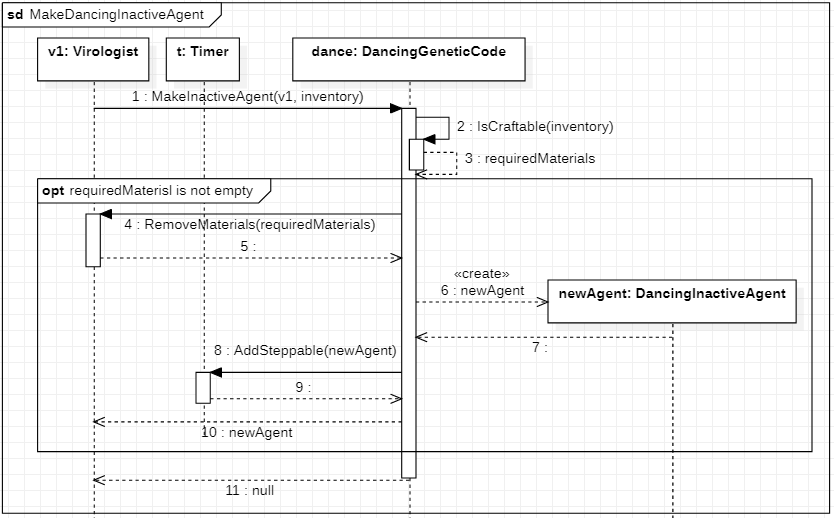 sd MakeDancingInactiveAgent
v1: Virologist
t: Timer
dance: DancingGeneticCode
1 : MakeInactiveAgent(v1, inventory)
2 : IsCraftable(inventory)
3 : requiredMaterials
opt requiredMaterisl is not empty
4 : RemoveMaterials(requiredMaterials)
5 :
«create»
6 : newAgent
newAgent: DancingInactiveAgent
7 :
8 : AddSteppable(newAgent)
9 :
10 : newAgent
11 : null